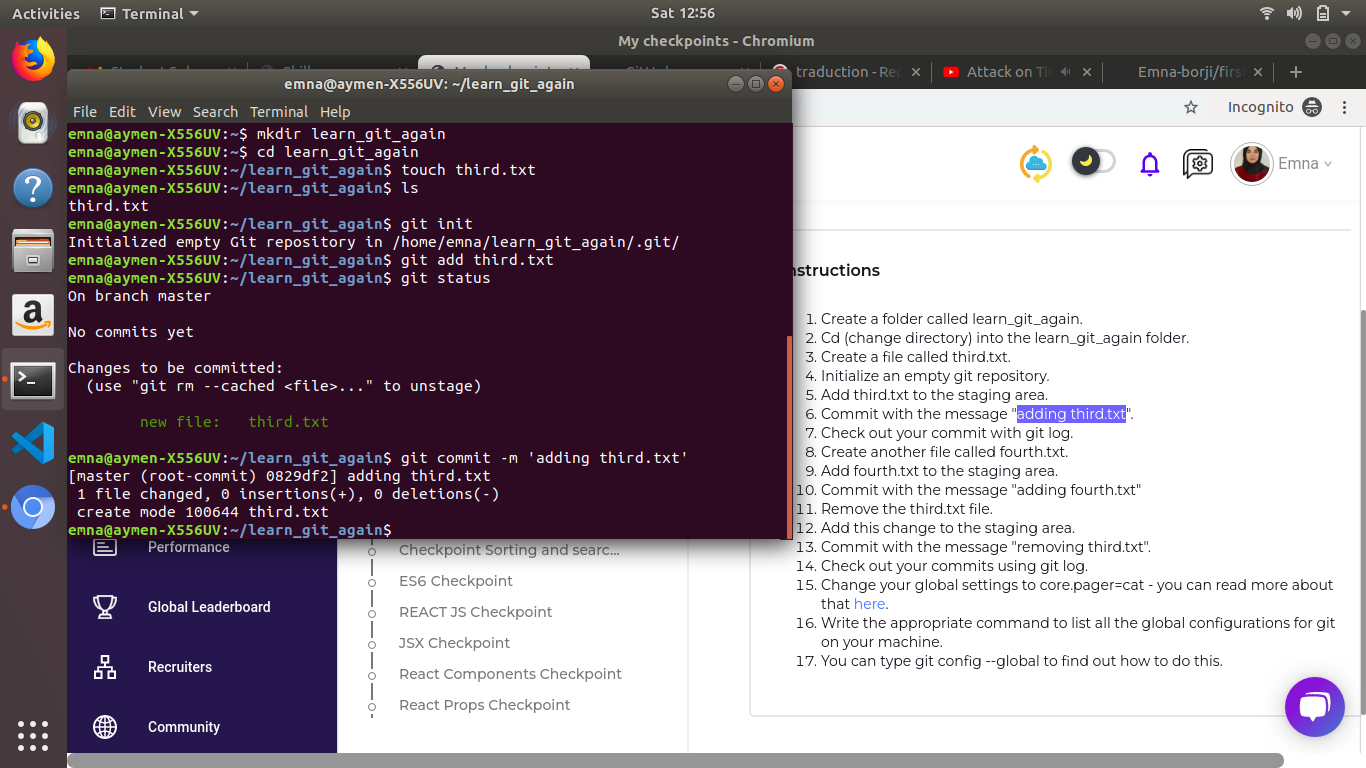 Activities
Terminal
Sat 12:56
My checkpoints - Chromium
traduction - Rec
Attack on Ti
Emna-borji/firs
emna@aymen-X556UV: ~/learn_git_again
Incognito
File Edit View Search Terminal Help
emna@aymen-X556UV:~$ mkdir learn_git_again
emna@aymen-X556UV:~$ cd learn_git_again
emna@aymen-X556UV:~/learn_git_again$ touch third.txt
emna@aymen-X556UV:~/learn_git_again$ ls
third.txt
emna@aymen-X556UV:~/learn_git_again$ git init
Initialized empty Git repository in /home/emna/learn_git_again/.git/
emna@aymen-X556UV:~/learn_git_again$ git add third.txt
emna@aymen-X556UV:~/learn_git_again$ git status
On branch master
No commits yet
Changes to be committed:
(use "git rm --cached <file>..." to unstage)
new file: third.txt
emna@aymen-X556UV:~/learn_git_again$ git commit -m 'adding third.txt'
[master (root-commit) 0829df2] adding third.txt
1 file changed, 0 insertions(+), 0 deletions(-)
create mode 100644 third.txt
emna@aymen-X556UV:~/learn_git_again$
Emna
nstructions
1. Create a folder called learn_git_again.
2. Cd (change directory) into the learn_git_again folder.
3. Create a file called third.txt.
4. Initialize an empty git repository.
5. Add third.txt to the staging area.
6. Commit with the message "adding third.txt".
7. Check out your commit with git log.
8. Create another file called fourth.txt.
9. Add fourth.txt to the staging area.
10. Commit with the message "adding fourth.txt"
11. Remove the third.txt file.
12. Add this change to the staging area.
13. Commit with the message "removing third.txt".
14. Check out your commits using git log.
15. Change your global settings to core.pager=cat - you can read more about
that here.
16. Write the appropriate command to list all the global configurations for git
on your machine.
17. You can type git config --global to find out how to do this.
Performance
Global Leaderboard
Recruiters
Community
Checkpoint Sorting and searc...
ES6 Checkpoint
REACT JS Checkpoint
JSX Checkpoint
React Components Checkpoint
React Props Checkpoint